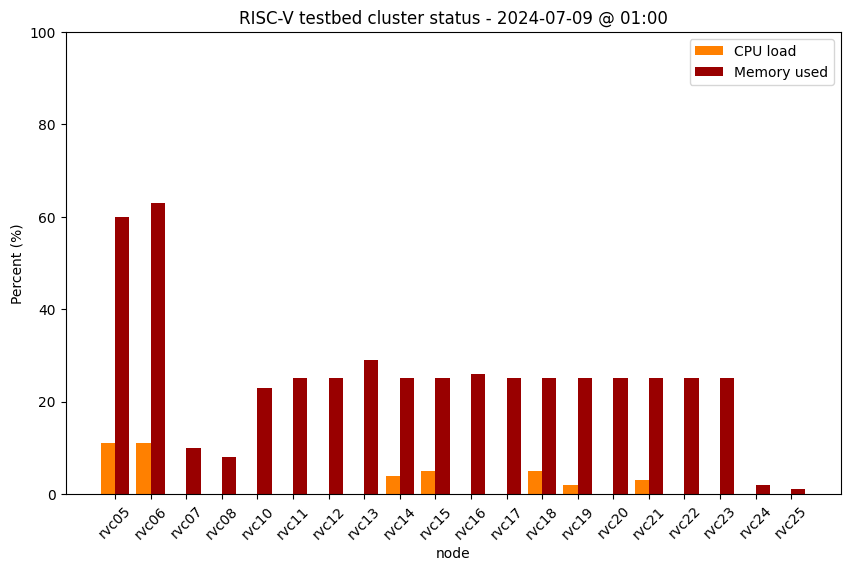 RISC-V testbed cluster status - 2024-07-09 @ 01:00
CPU load
Memory used
Percent (%)
100
80
60
40
20
0
rvc05
rvc06
rvc07
rvc08
rvc10
rvc11
rvc12
rvc13
rvc14
rvc15
rvc16
rvc17
rvc18
rvc19
rvc20
rvc21
rvc22
rvc23
rvc24
rvc25
node